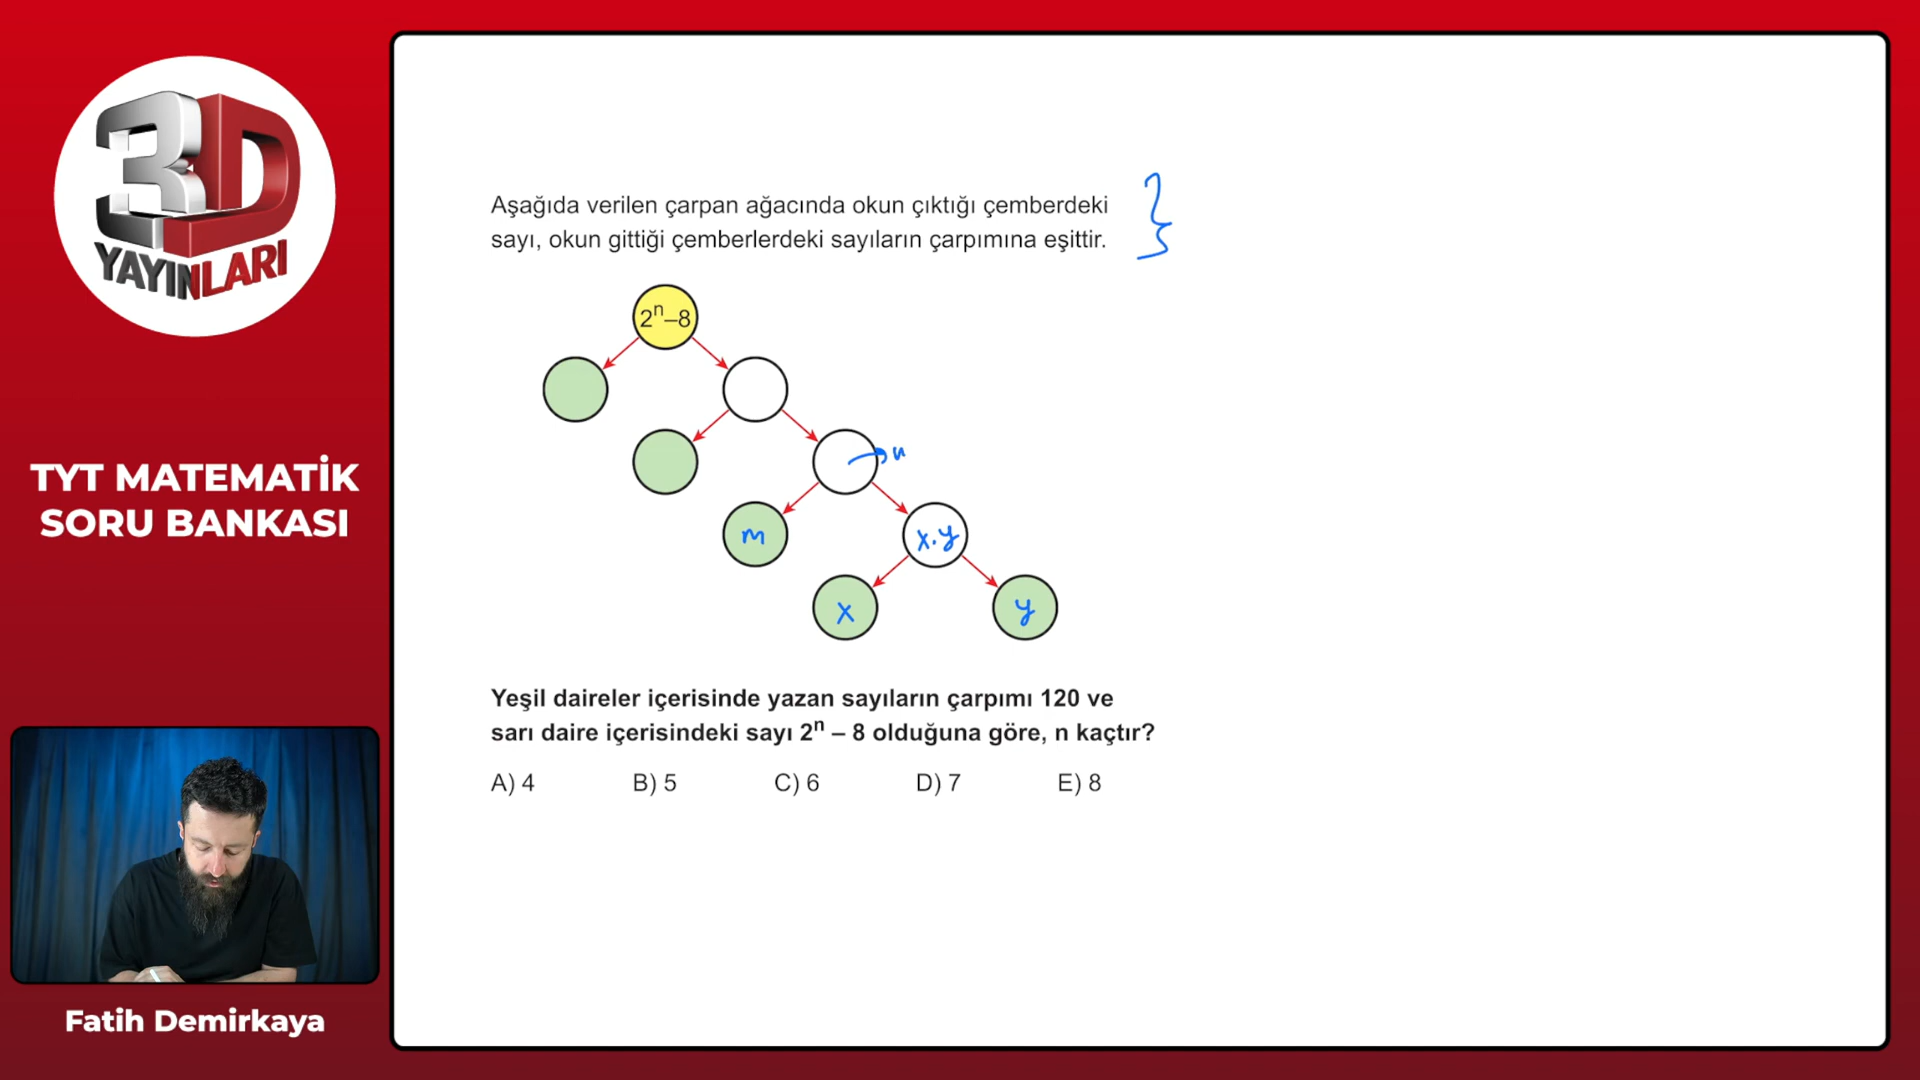 3D
YAYINLARI
TYT MATEMATİK
SORU BANKASI
Fatih Demirkaya
Aşağıda verilen çarpan ağacında okun çıktığı çemberdeki
sayı, okun gittiği çemberlerdeki sayıların çarpımına eşittir.
2ⁿ–8
m
x.y
x
y
Yeşil daireler içerisinde yazan sayıların çarpımı 120 ve
sarı daire içerisindeki sayı 2ⁿ – 8 olduğuna göre, n kaçtır?
A) 4 B) 5 C) 6 D) 7 E) 8